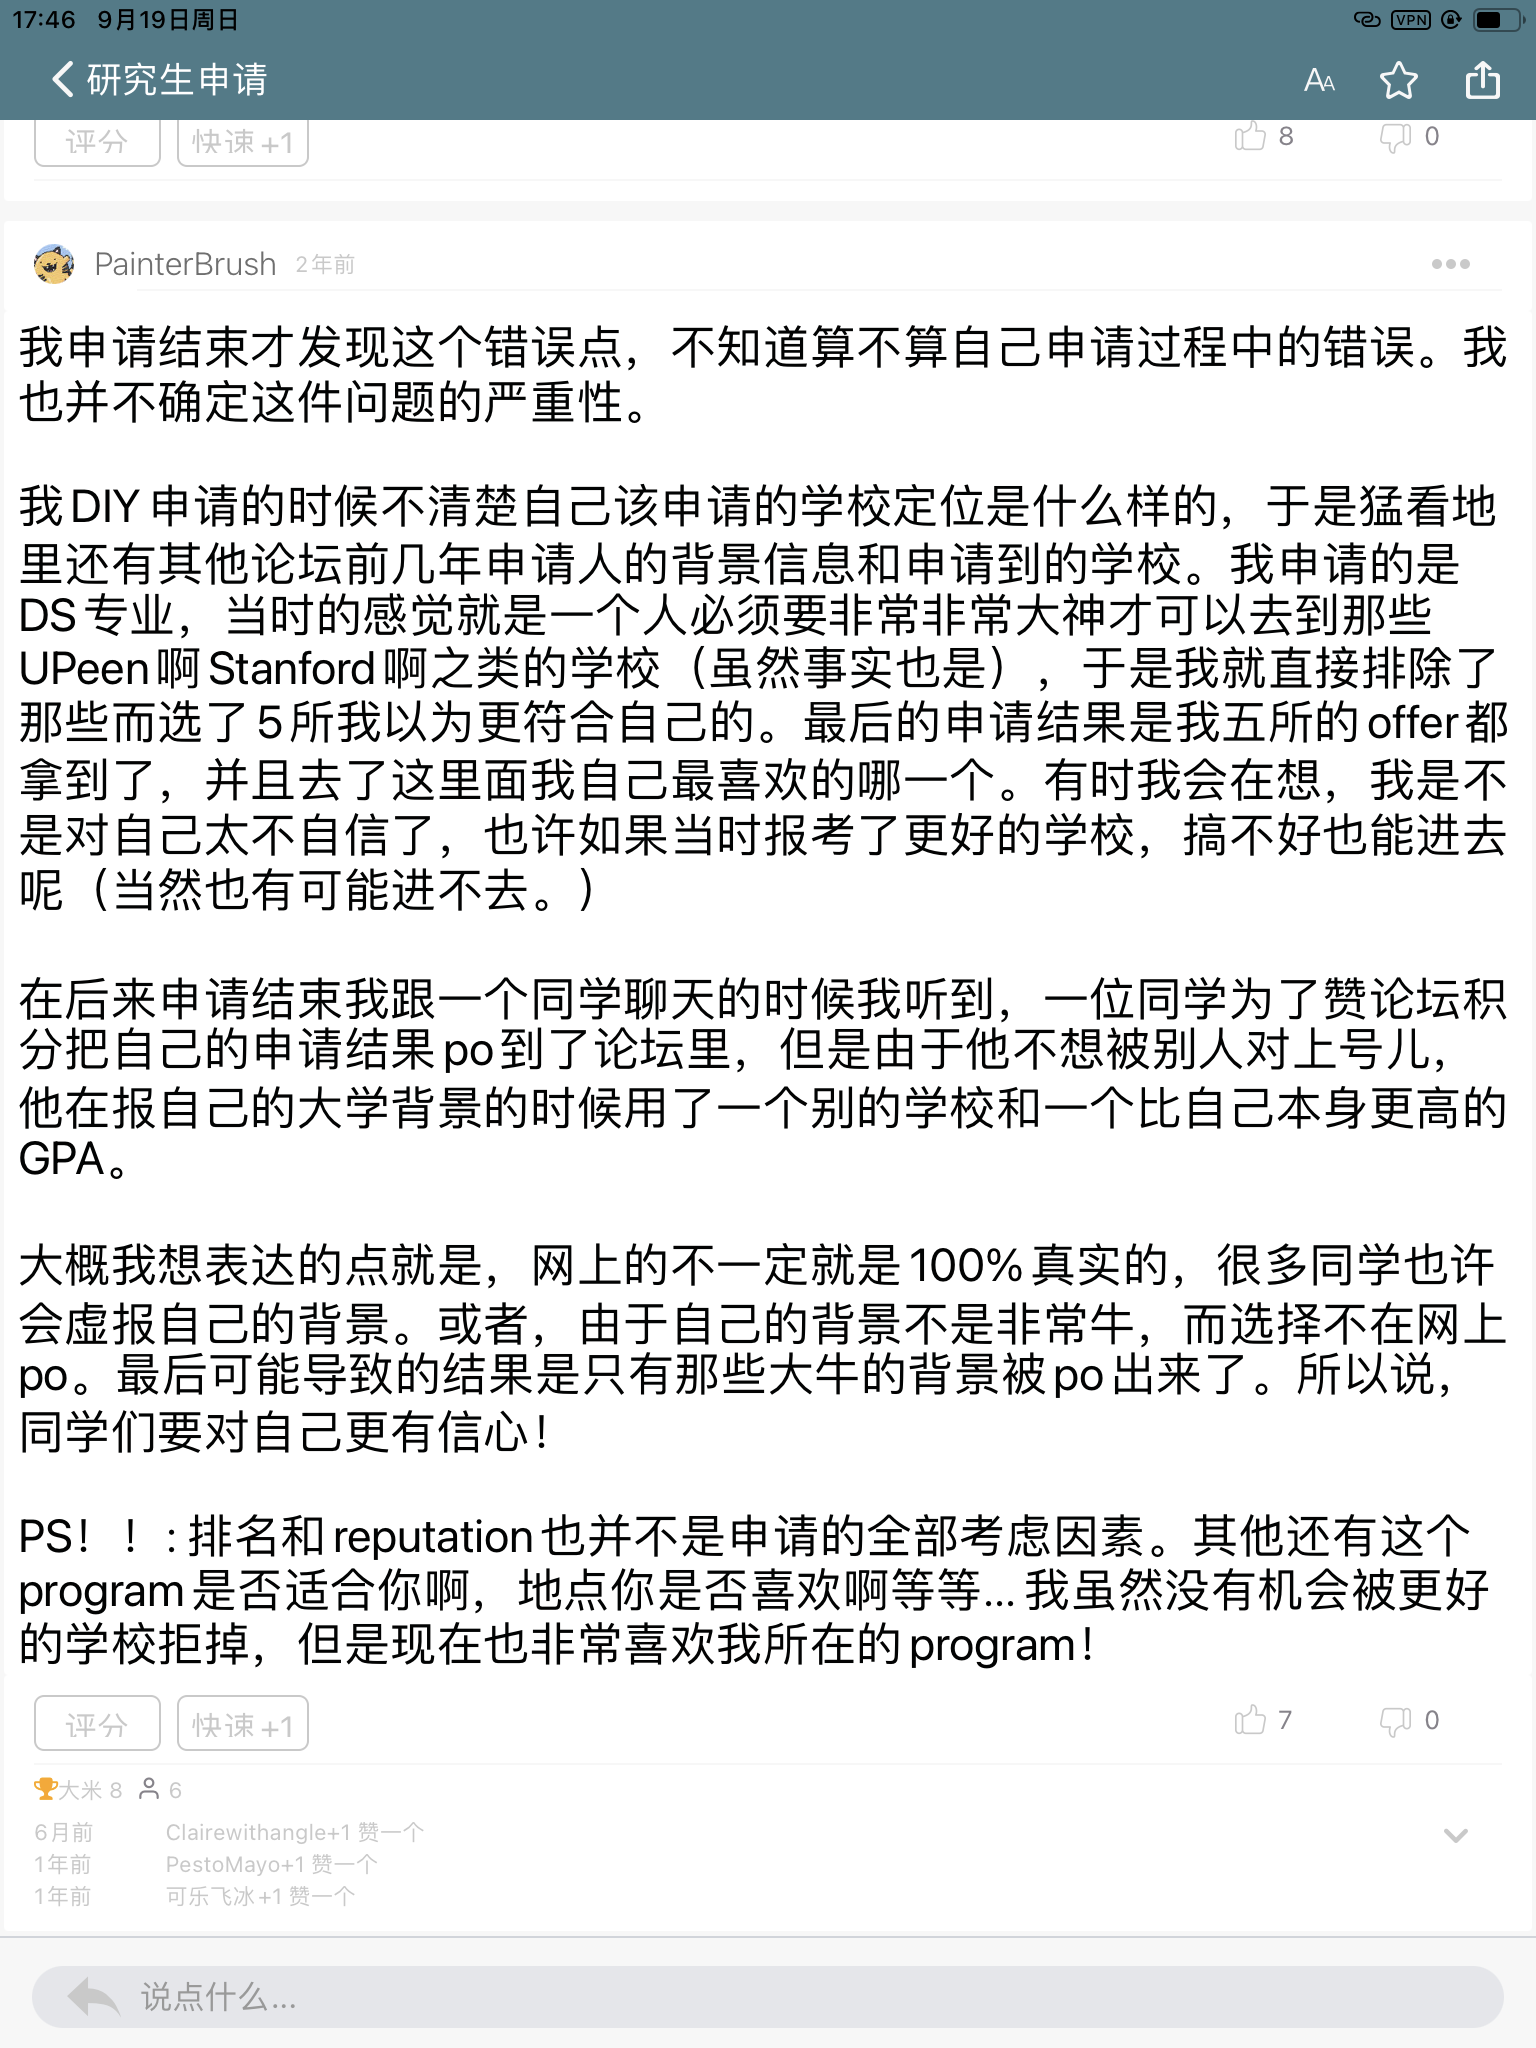 17:46 9月19日周日
VPN
研究生申请
AA
评分 快速+1 8 0
PainterBrush 2年前
我申请结束才发现这个错误点，不知道算不算自己申请过程中的错误。我
也并不确定这件问题的严重性。
我DIY申请的时候不清楚自己该申请的学校定位是什么样的，于是猛看地
里还有其他论坛前几年申请人的背景信息和申请到的学校。我申请的是
DS专业，当时的感觉就是一个人必须要非常非常大神才可以去到那些
UPeen啊Stanford啊之类的学校（虽然事实也是），于是我就直接排除了
那些而选了5所我以为更符合自己的。最后的申请结果是我五所的offer都
拿到了，并且去了这里面我自己最喜欢的哪一个。有时我会在想，我是不
是对自己太不自信了，也许如果当时报考了更好的学校，搞不好也能进去
呢（当然也有可能进不去。）
在后来申请结束我跟一个同学聊天的时候我听到，一位同学为了赞论坛积
分把自己的申请结果po到了论坛里，但是由于他不想被别人对上号儿，
他在报自己的大学背景的时候用了一个别的学校和一个比自己本身更高的
GPA。
大概我想表达的点就是，网上的不一定就是100%真实的，很多同学也许
会虚报自己的背景。或者，由于自己的背景不是非常牛，而选择不在网上
po。最后可能导致的结果是只有那些大牛的背景被po出来了。所以说，
同学们要对自己更有信心！
PS！！:排名和reputation也并不是申请的全部考虑因素。其他还有这个
program是否适合你啊，地点你是否喜欢啊等等...我虽然没有机会被更好
的学校拒掉，但是现在也非常喜欢我所在的program！
评分 快速+1 7 0
大米 8 6
6月前 Clairewithangle+1 赞一个
1年前 PestoMayo+1 赞一个
1年前 可乐飞冰+1 赞一个
说点什么...